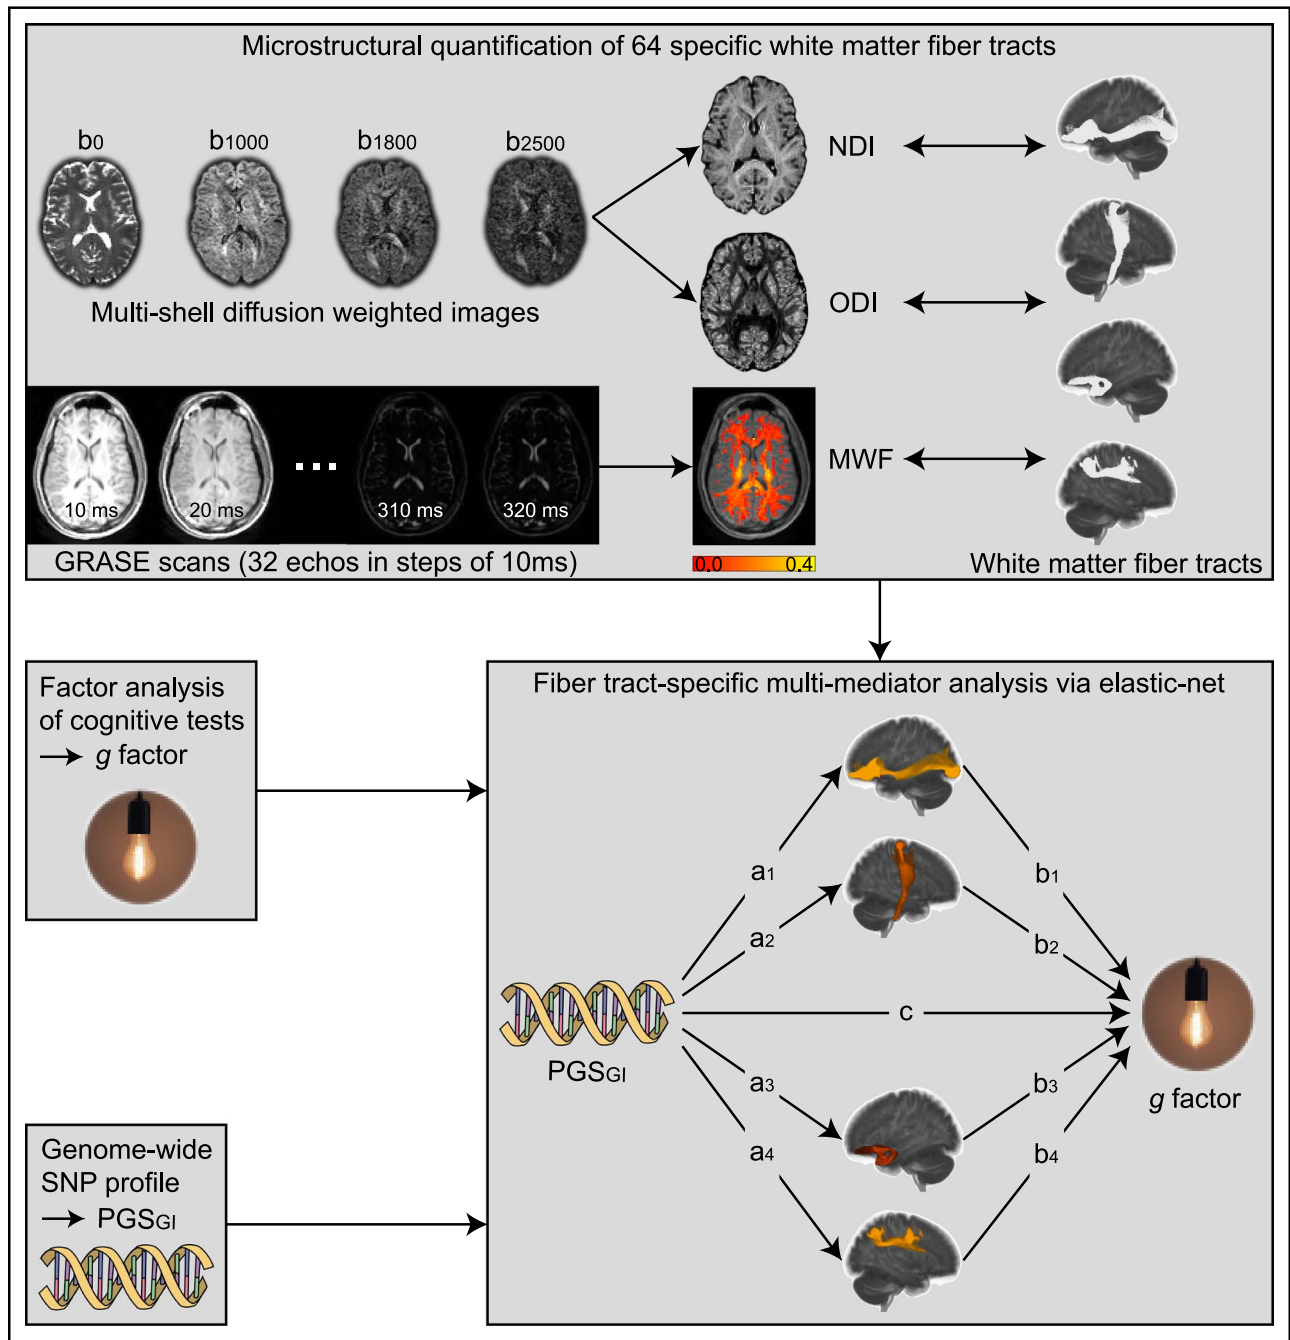 Microstructural quantification of 64 specific white matter fiber tracts
b0
b1000
b1800
b2500
Multi-shell diffusion weighted images
NDI
ODI
MWF
10 ms
20 ms
310 ms
320 ms
GRASE scans (32 echos in steps of 10ms)
0.0
0.4
White matter fiber tracts
Factor analysis
of cognitive tests
g factor
Genome-wide
SNP profile
PGSGI
Fiber tract-specific multi-mediator analysis via elastic-net
a1
b1
a2
b2
c
PGSGI
a3
b3
a4
b4
g factor